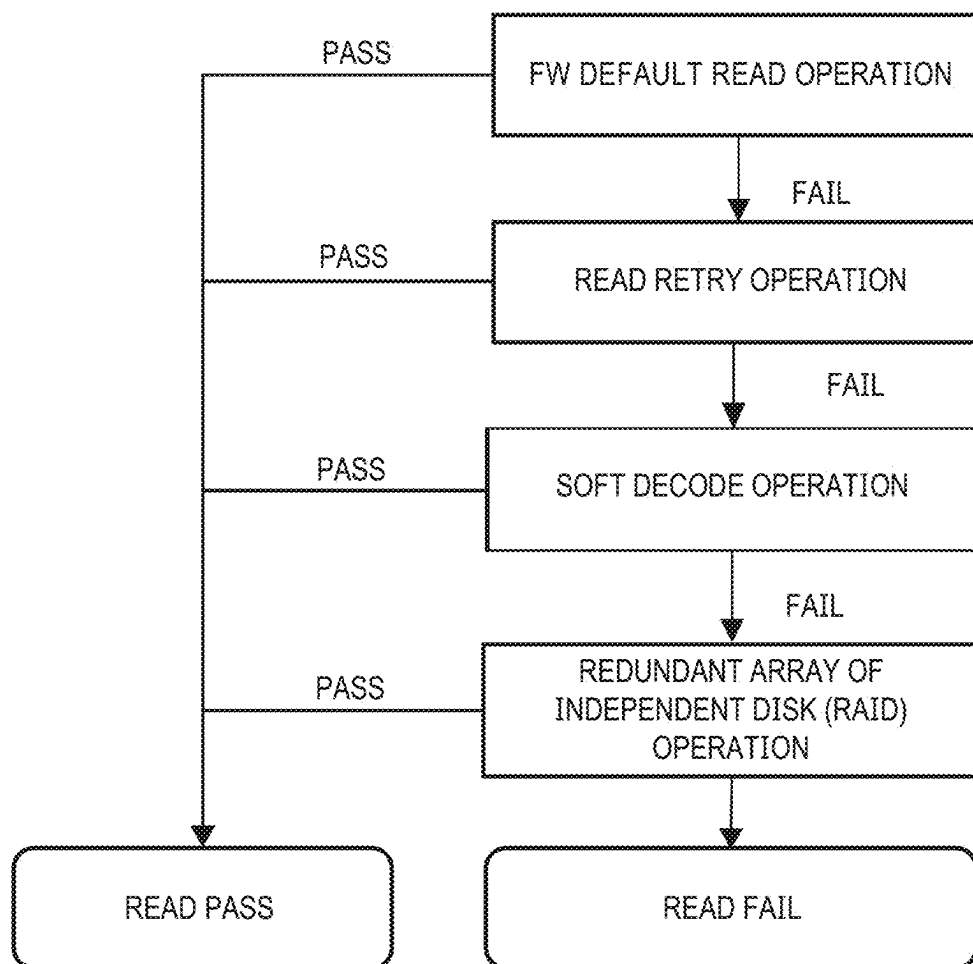 PASS
FW DEFAULT READ OPERATION
FAIL
PASS
READ RETRY OPERATION
FAIL
PASS
SOFT DECODE OPERATION
FAIL
PASS
REDUNDANT ARRAY OF
INDEPENDENT DISK (RAID)
OPERATION
READ PASS
READ FAIL